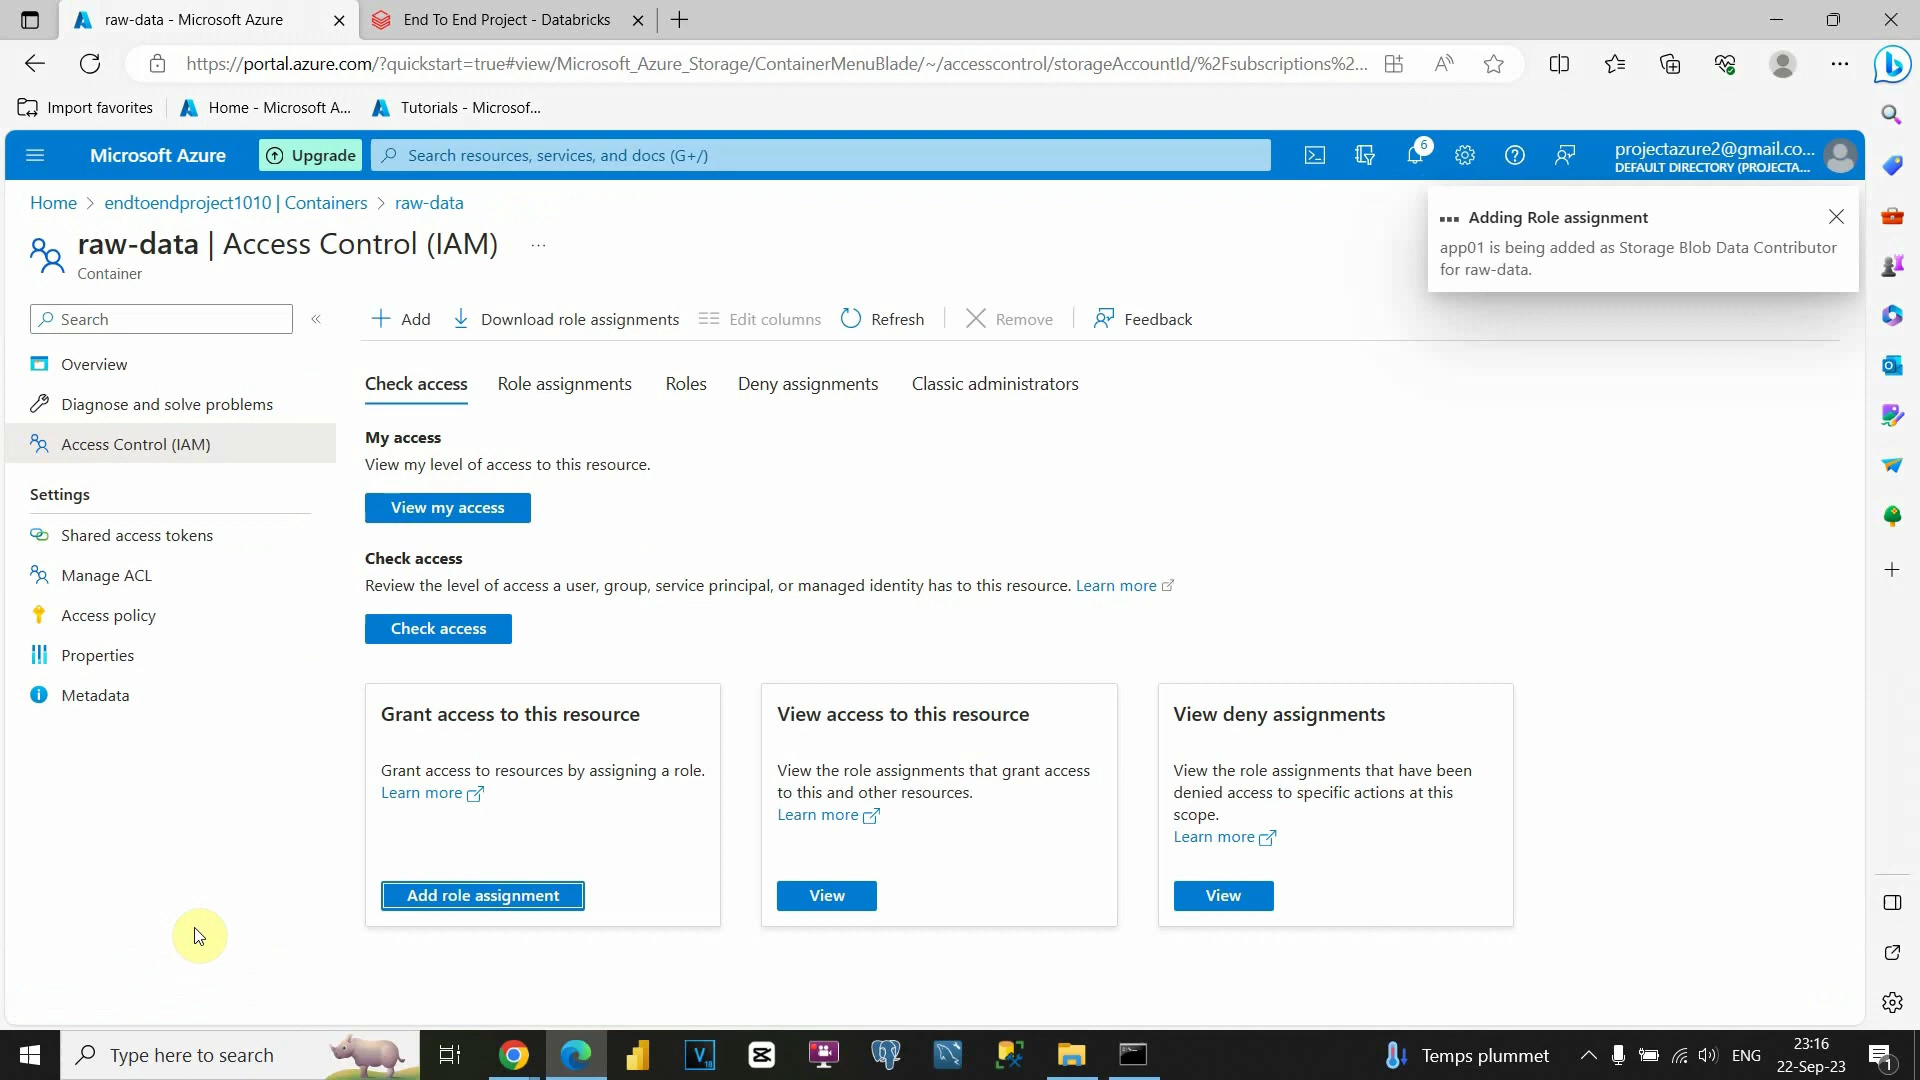 raw-data - Microsoft Azure
End To End Project - Databricks
https://portal.azure.com/?quickstart=true#view/Microsoft_Azure_Storage/ContainerMenuBlade/~/accesscontrol/storageAccountId/%2Fsubscriptions%2...
Import favorites
Home - Microsoft A...
Tutorials - Microsof...
Microsoft Azure
Upgrade
Search resources, services, and docs (G+/)
6
projectazure2@gmail.co...
DEFAULT DIRECTORY (PROJECTA...
Home > endtoendproject1010 | Containers > raw-data
raw-data | Access Control (IAM) ...
Container
Adding Role assignment
app01 is being added as Storage Blob Data Contributor
for raw-data.
Search
Add
Download role assignments
Edit columns
Refresh
Remove
Feedback
Overview
Diagnose and solve problems
Access Control (IAM)
Settings
Shared access tokens
Manage ACL
Access policy
Properties
Metadata
Check access
Role assignments
Roles
Deny assignments
Classic administrators
My access
View my level of access to this resource.
View my access
Check access
Review the level of access a user, group, service principal, or managed identity has to this resource. Learn more
Check access
Grant access to this resource
Grant access to resources by assigning a role.
Learn more
Add role assignment
View access to this resource
View the role assignments that grant access
to this and other resources.
Learn more
View
View deny assignments
View the role assignments that have been
denied access to specific actions at this
scope.
Learn more
View
Type here to search
Temps plummet
ENG
23:16
22-Sep-23
1